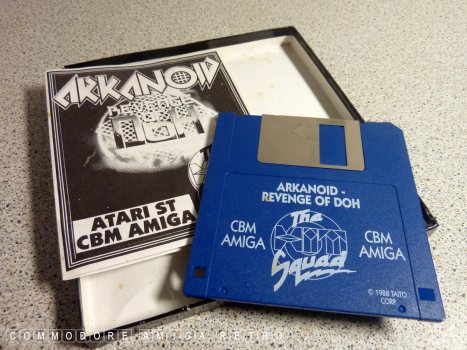 ARKANOID
REVENGE OF
DOH
ATARI ST
CBM AMIGA
ARKANOID -
REVENGE OF DOH
The
HIT
Squad
CBM
AMIGA
CBM
AMIGA
© 1988 TAITO
CORP.
COMMODORE AMIGA RETRO